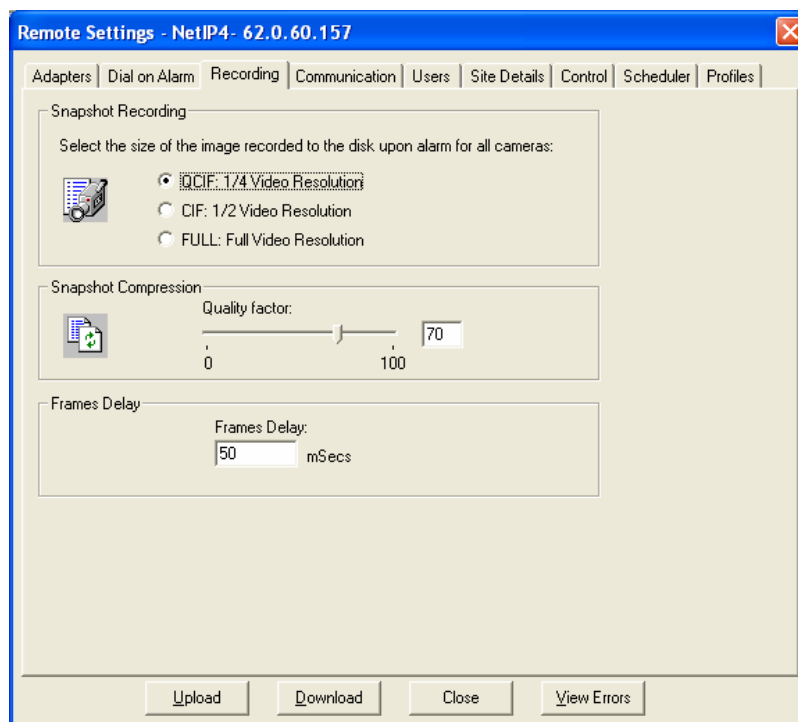 Remote Settings - NetIP4- 62.0.60.157
Adapters Dial on Alarm Recording Communication Users Site Details Control Scheduler Profiles
Snapshot Recording
Select the size of the image recorded to the disk upon alarm for all cameras:
QCIF: 1/4 Video Resolution
CIF: 1/2 Video Resolution
FULL: Full Video Resolution
Snapshot Compression
Quality factor:
70
0 100
Frames Delay
Frames Delay:
50 mSecs
Upload Download Close View Errors